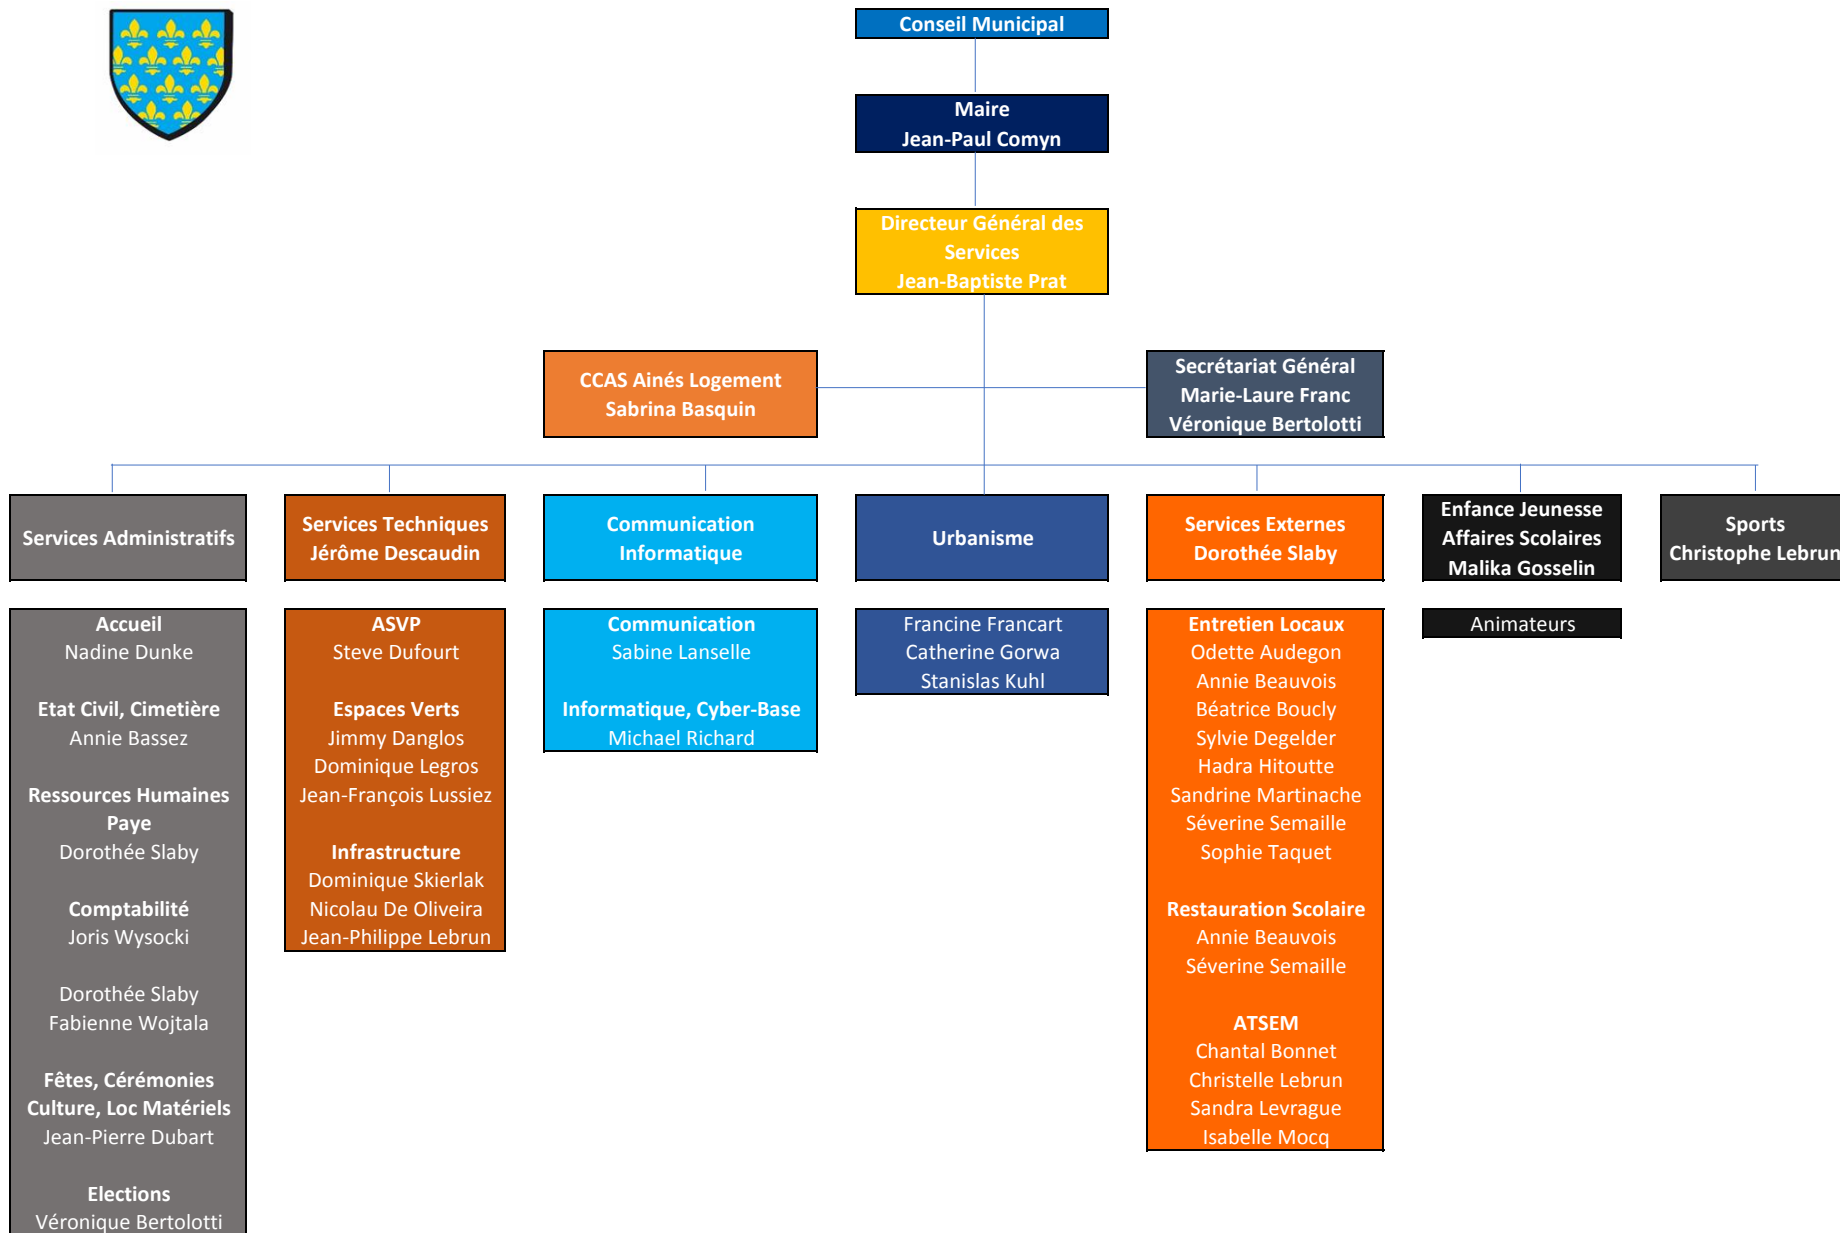 Conseil Municipal
Maire
Jean-Paul Comyn
Directeur Général des
Services
Jean-Baptiste Prat
CCAS Ainés Logement
Sabrina Basquin
Secrétariat Général
Marie-Laure Franc
Véronique Bertolotti
Services Administratifs
Services Techniques
Jérôme Descaudin
Communication
Informatique
Urbanisme
Services Externes
Dorothée Slaby
Enfance Jeunesse
Affaires Scolaires
Malika Gosselin
Sports
Christophe Lebrun
Accueil
Nadine Dunke
Etat Civil, Cimetière
Annie Bassez
Ressources Humaines
Paye
Dorothée Slaby
Comptabilité
Joris Wysocki
Dorothée Slaby
Fabienne Wojtala
Fêtes, Cérémonies
Culture, Loc Matériels
Jean-Pierre Dubart
Elections
Véronique Bertolotti
ASVP
Steve Dufourt
Espaces Verts
Jimmy Danglos
Dominique Legros
Jean-François Lussiez
Infrastructure
Dominique Skierlak
Nicolau De Oliveira
Jean-Philippe Lebrun
Communication
Sabine Lanselle
Informatique, Cyber-Base
Michael Richard
Francine Francart
Catherine Gorwa
Stanislas Kuhl
Entretien Locaux
Odette Audegon
Annie Beauvois
Béatrice Boucly
Sylvie Degelder
Hadra Hitoutte
Sandrine Martinache
Séverine Semaille
Sophie Taquet
Restauration Scolaire
Annie Beauvois
Séverine Semaille
ATSEM
Chantal Bonnet
Christelle Lebrun
Sandra Levrague
Isabelle Mocq
Animateurs